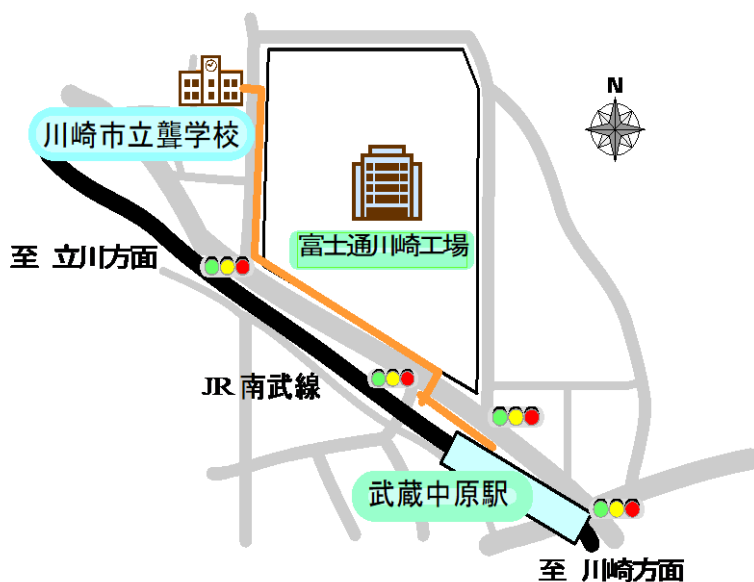 N
川崎市立聾学校
富士通川崎工場
至 立川方面
JR 南武線
武蔵中原駅
至 川崎方面